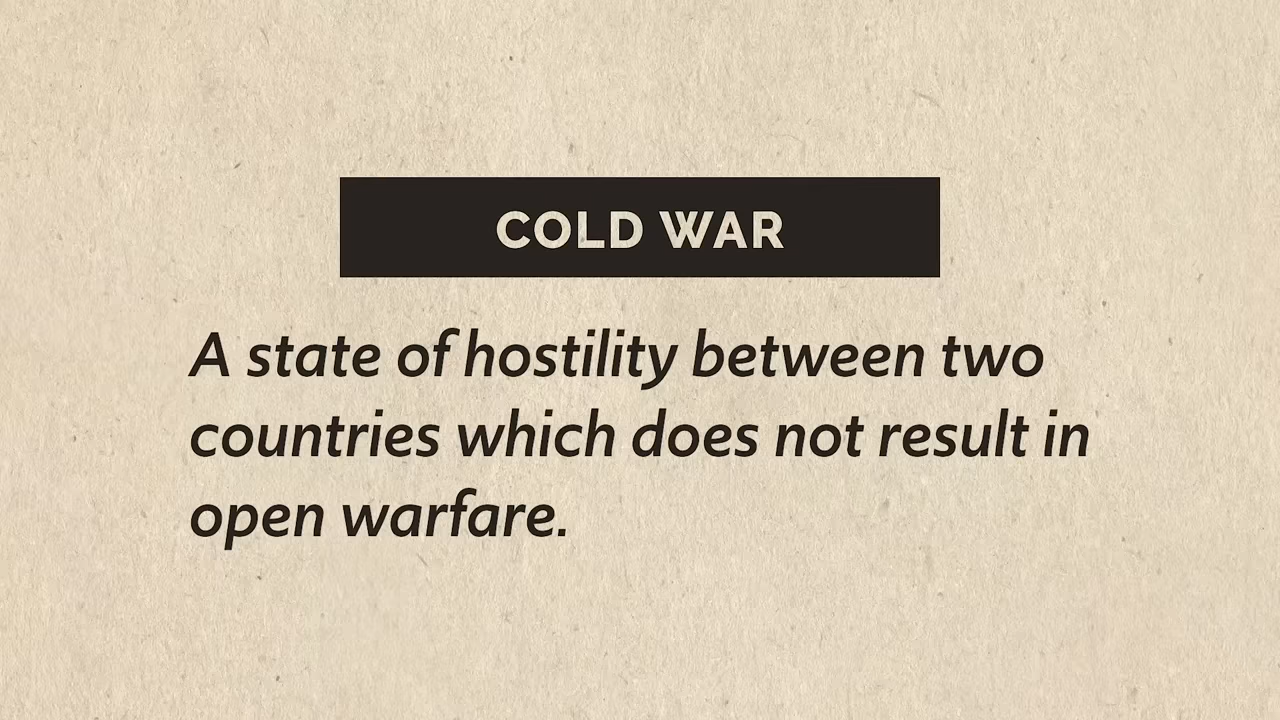 COLD WAR
A state of hostility between two
countries which does not result in
open warfare.